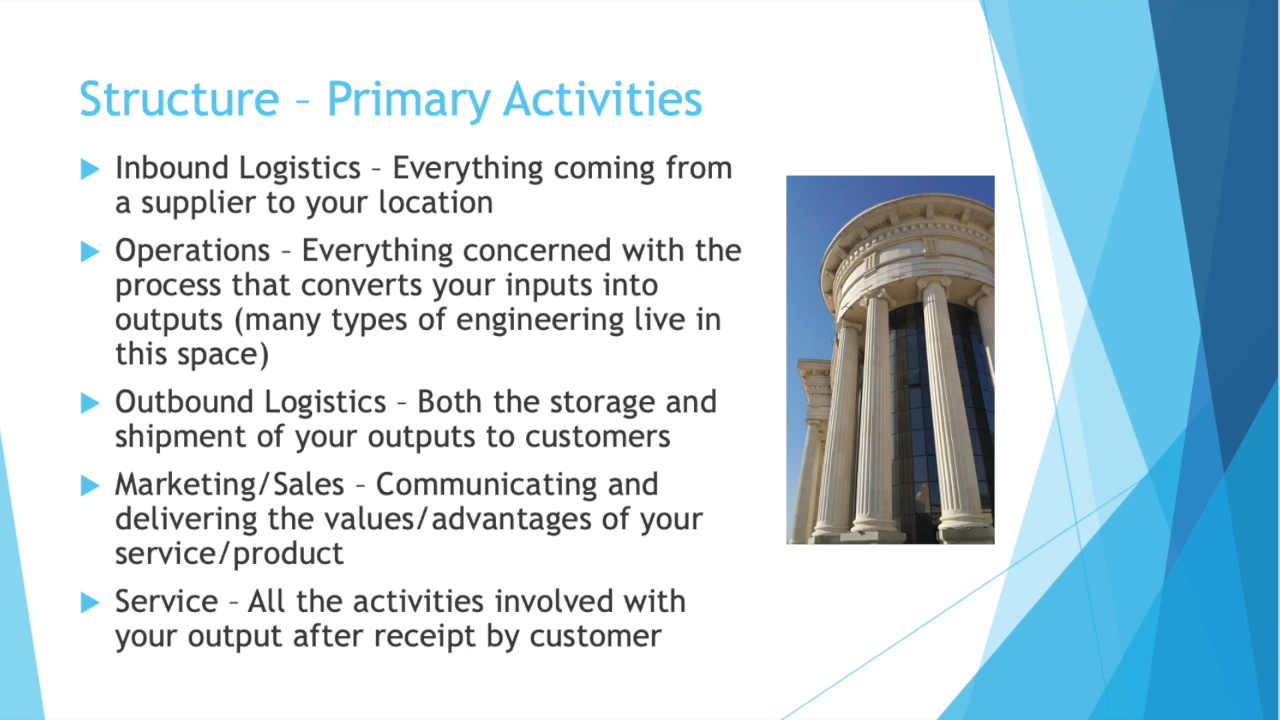 Structure – Primary Activities
Inbound Logistics – Everything coming from
a supplier to your location
Operations – Everything concerned with the
process that converts your inputs into
outputs (many types of engineering live in
this space)
Outbound Logistics – Both the storage and
shipment of your outputs to customers
Marketing/Sales – Communicating and
delivering the values/advantages of your
service/product
Service – All the activities involved with
your output after receipt by customer